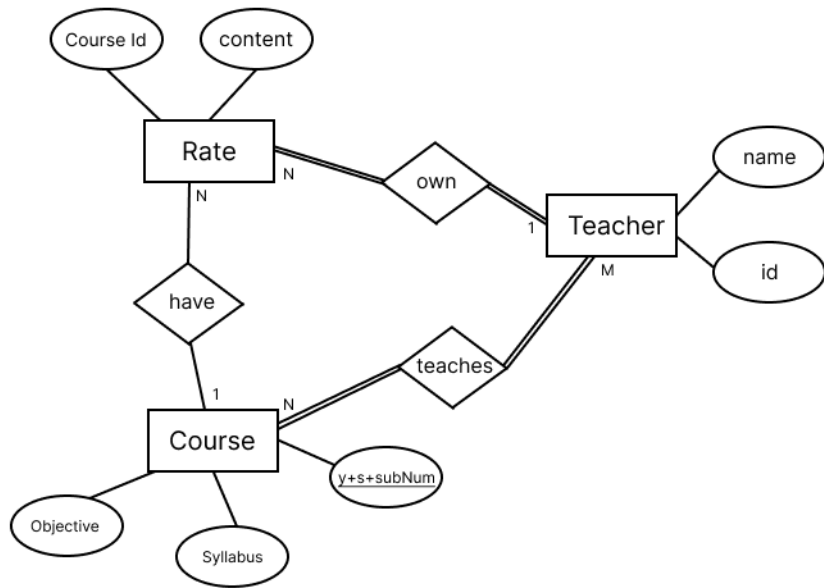 Course Id
content
Rate
N
N
own
1
Teacher
name
id
M
have
teaches
1
N
Course
y+s+subNum
Objective
Syllabus